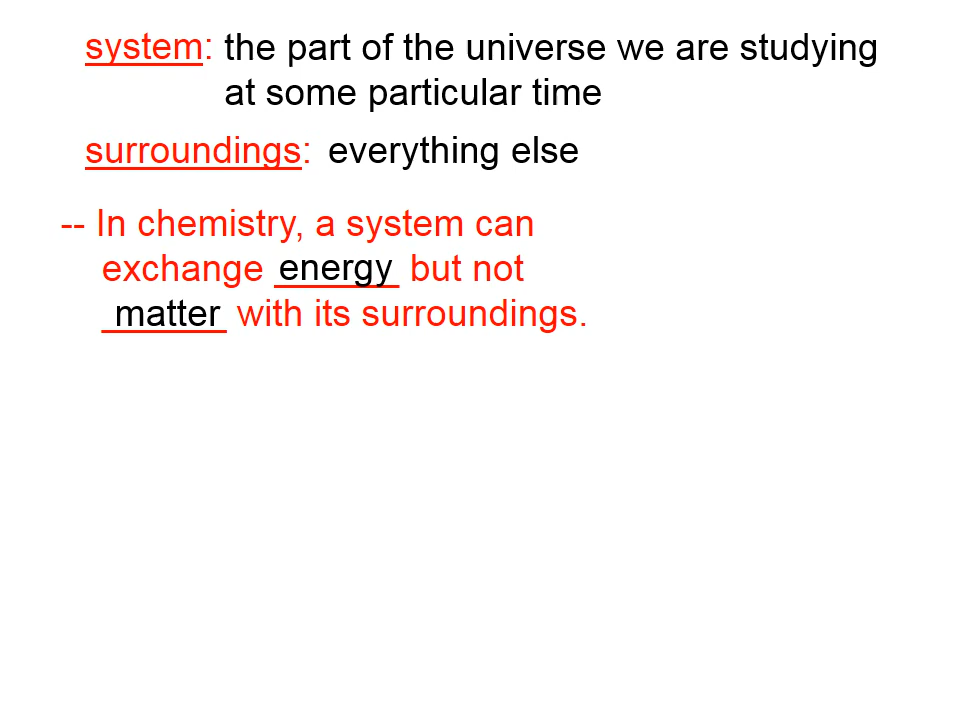 system: the part of the universe we are studying
at some particular time
surroundings: everything else
-- In chemistry, a system can
exchange energy but not
matter with its surroundings.